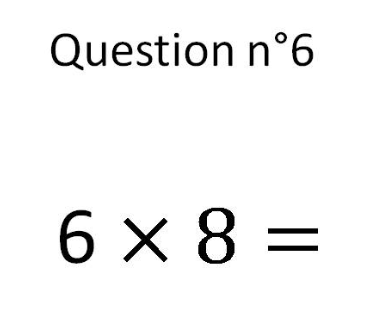 Question n°6
6 × 8 =